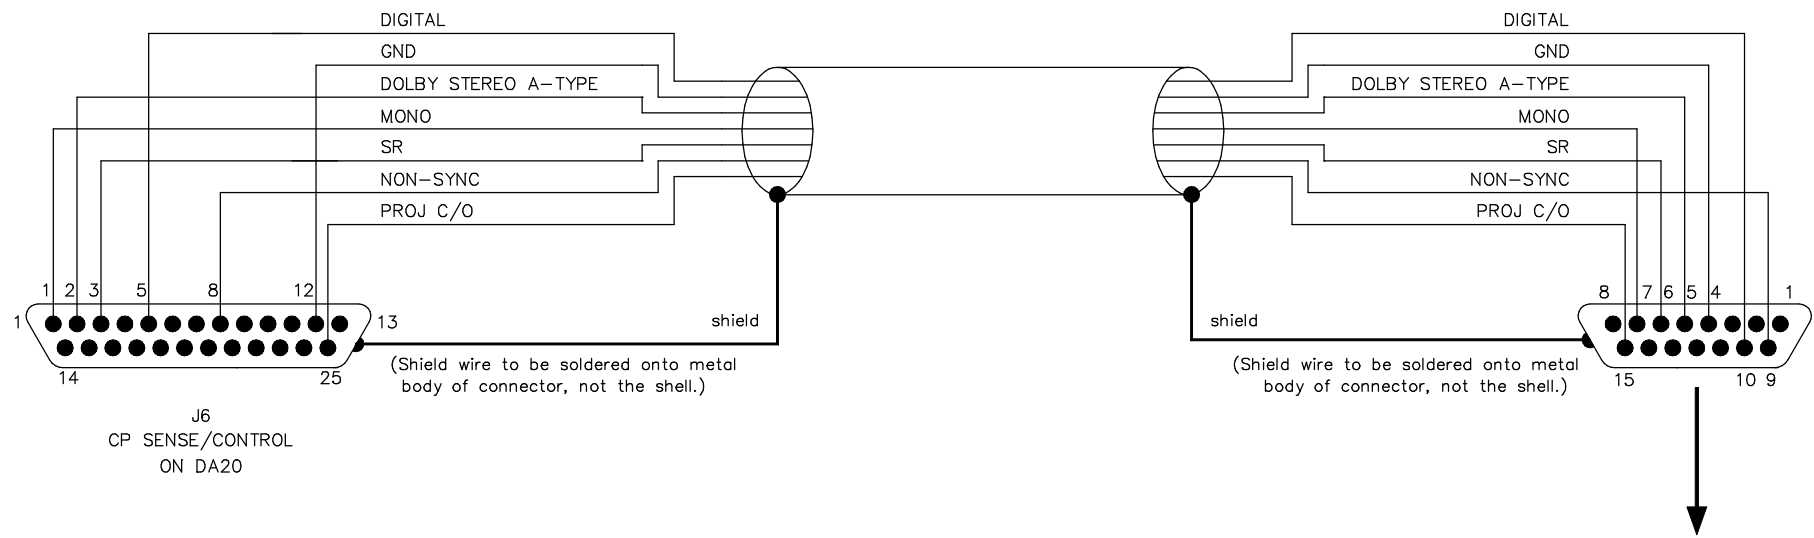 DIGITAL
DIGITAL
GND
GND
DOLBY STEREO A-TYPE
DOLBY STEREO A-TYPE
MONO
MONO
SR
SR
NON-SYNC
NON-SYNC
PROJ C/O
PROJ C/O
1 2 3 5 8 12
8 7 6 5 4 1
1
13
shield
shield
(Shield wire to be soldered onto metal
body of connector, not the shell.)
(Shield wire to be soldered onto metal
body of connector, not the shell.)
14 25
15 10 9
J6
CP SENSE/CONTROL
ON DA20